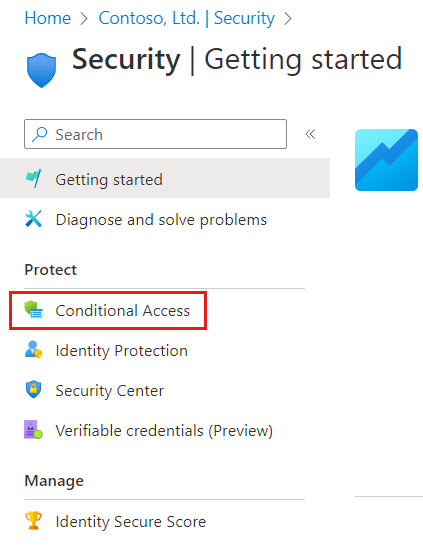 Home > Contoso, Ltd. | Security >
Security | Getting started
Search
Getting started
Diagnose and solve problems
Protect
Conditional Access
Identity Protection
Security Center
Verifiable credentials (Preview)
Manage
Identity Secure Score